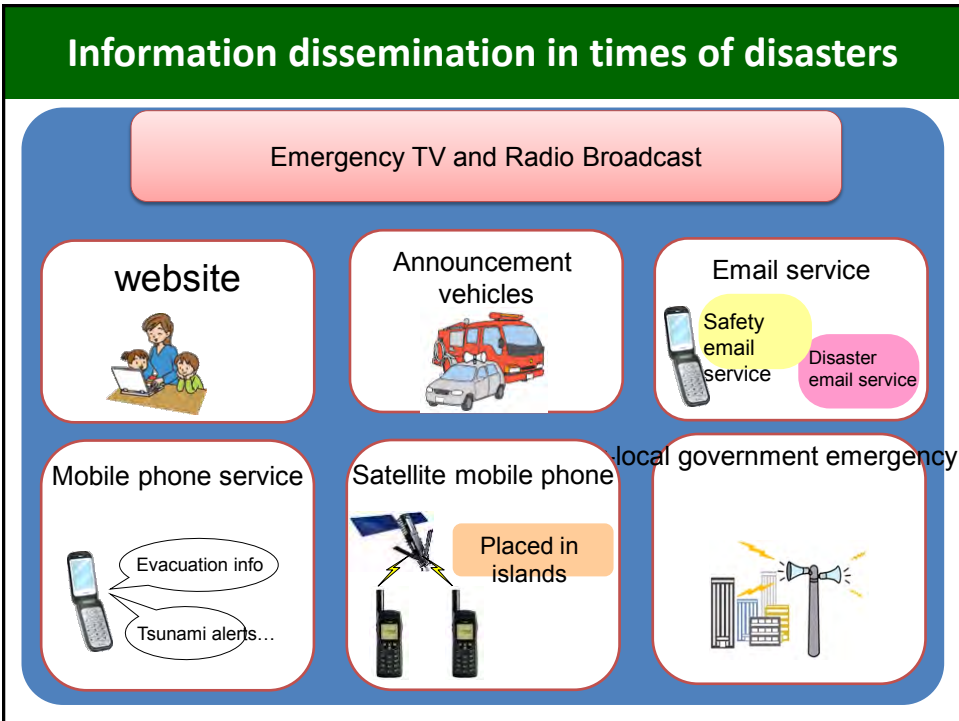 Information dissemination in times of disasters
Emergency TV and Radio Broadcast
website
Announcement
vehicles
Email service
Safety
email
service
Disaster
email service
Mobile phone service
Evacuation info
Tsunami alerts…
Satellite mobile phone
Placed in
islands
-local government emergency